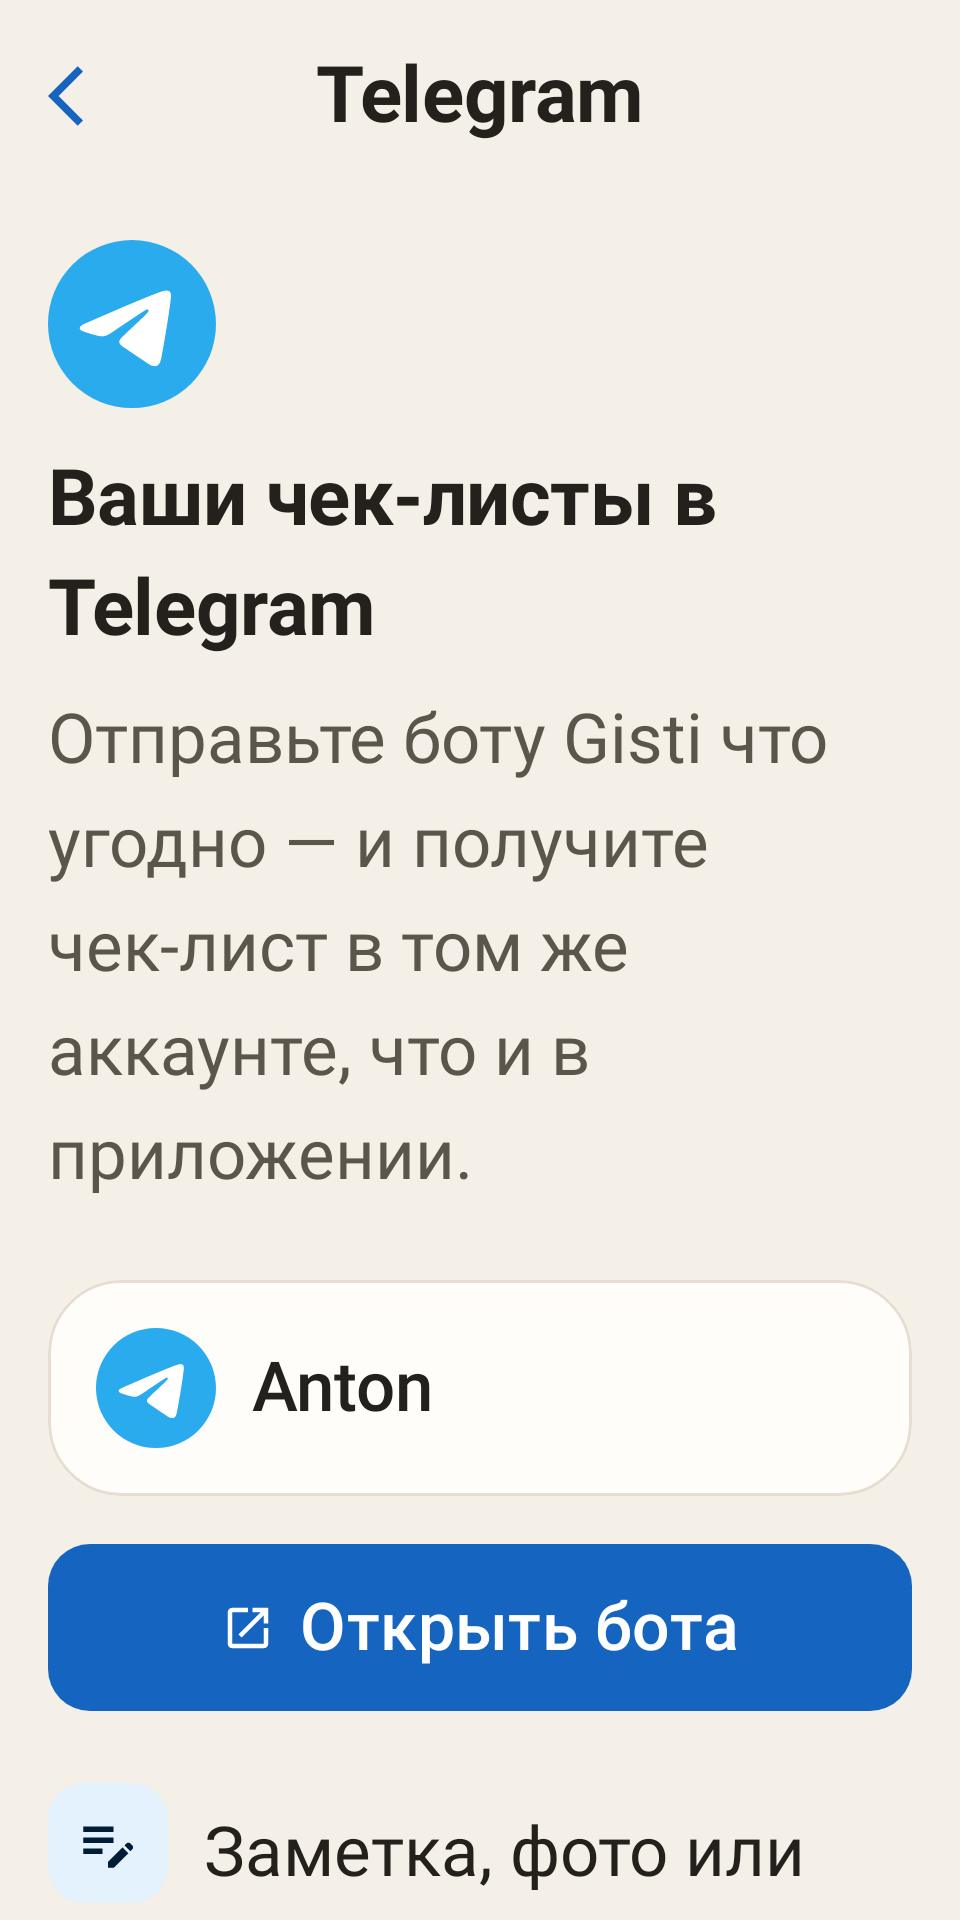 Telegram
Ваши чек-листы в
Telegram
Отправьте боту Gisti что
угодно — и получите
чек-лист в том же
аккаунте, что и в
приложении.
Anton
Открыть бота
Заметка, фото или